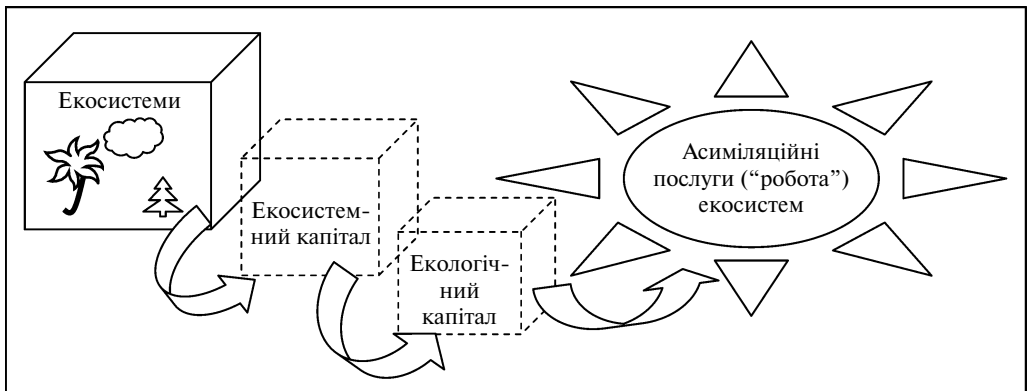 Екосистеми
Екосистем-
ний капітал
Екологіч-
ний
капітал
Асиміляційні
послуги (“робота”)
екосистем